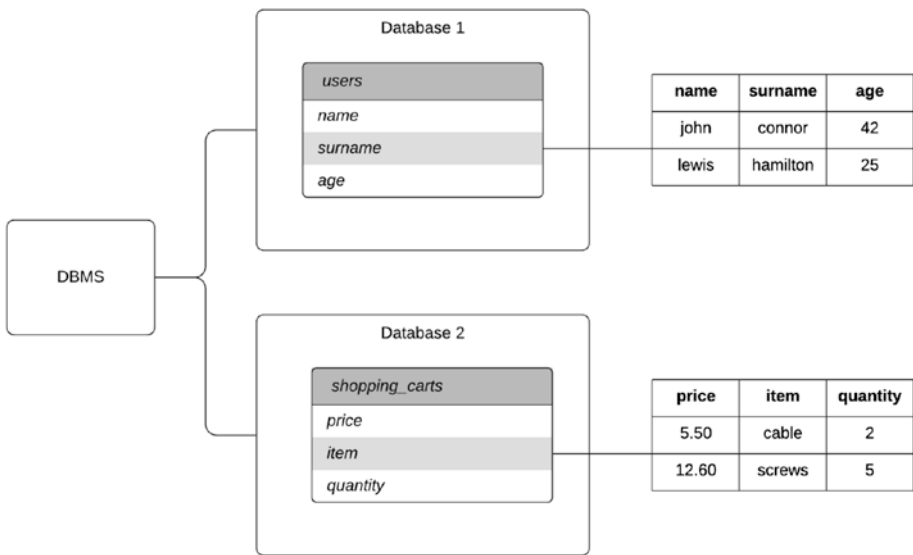 Database 1
users
name
surname
age
name surname age
john connor 42
lewis hamilton 25
DBMS
Database 2
shopping_carts
price
item
quantity
price item quantity
5.50 cable 2
12.60 screws 5